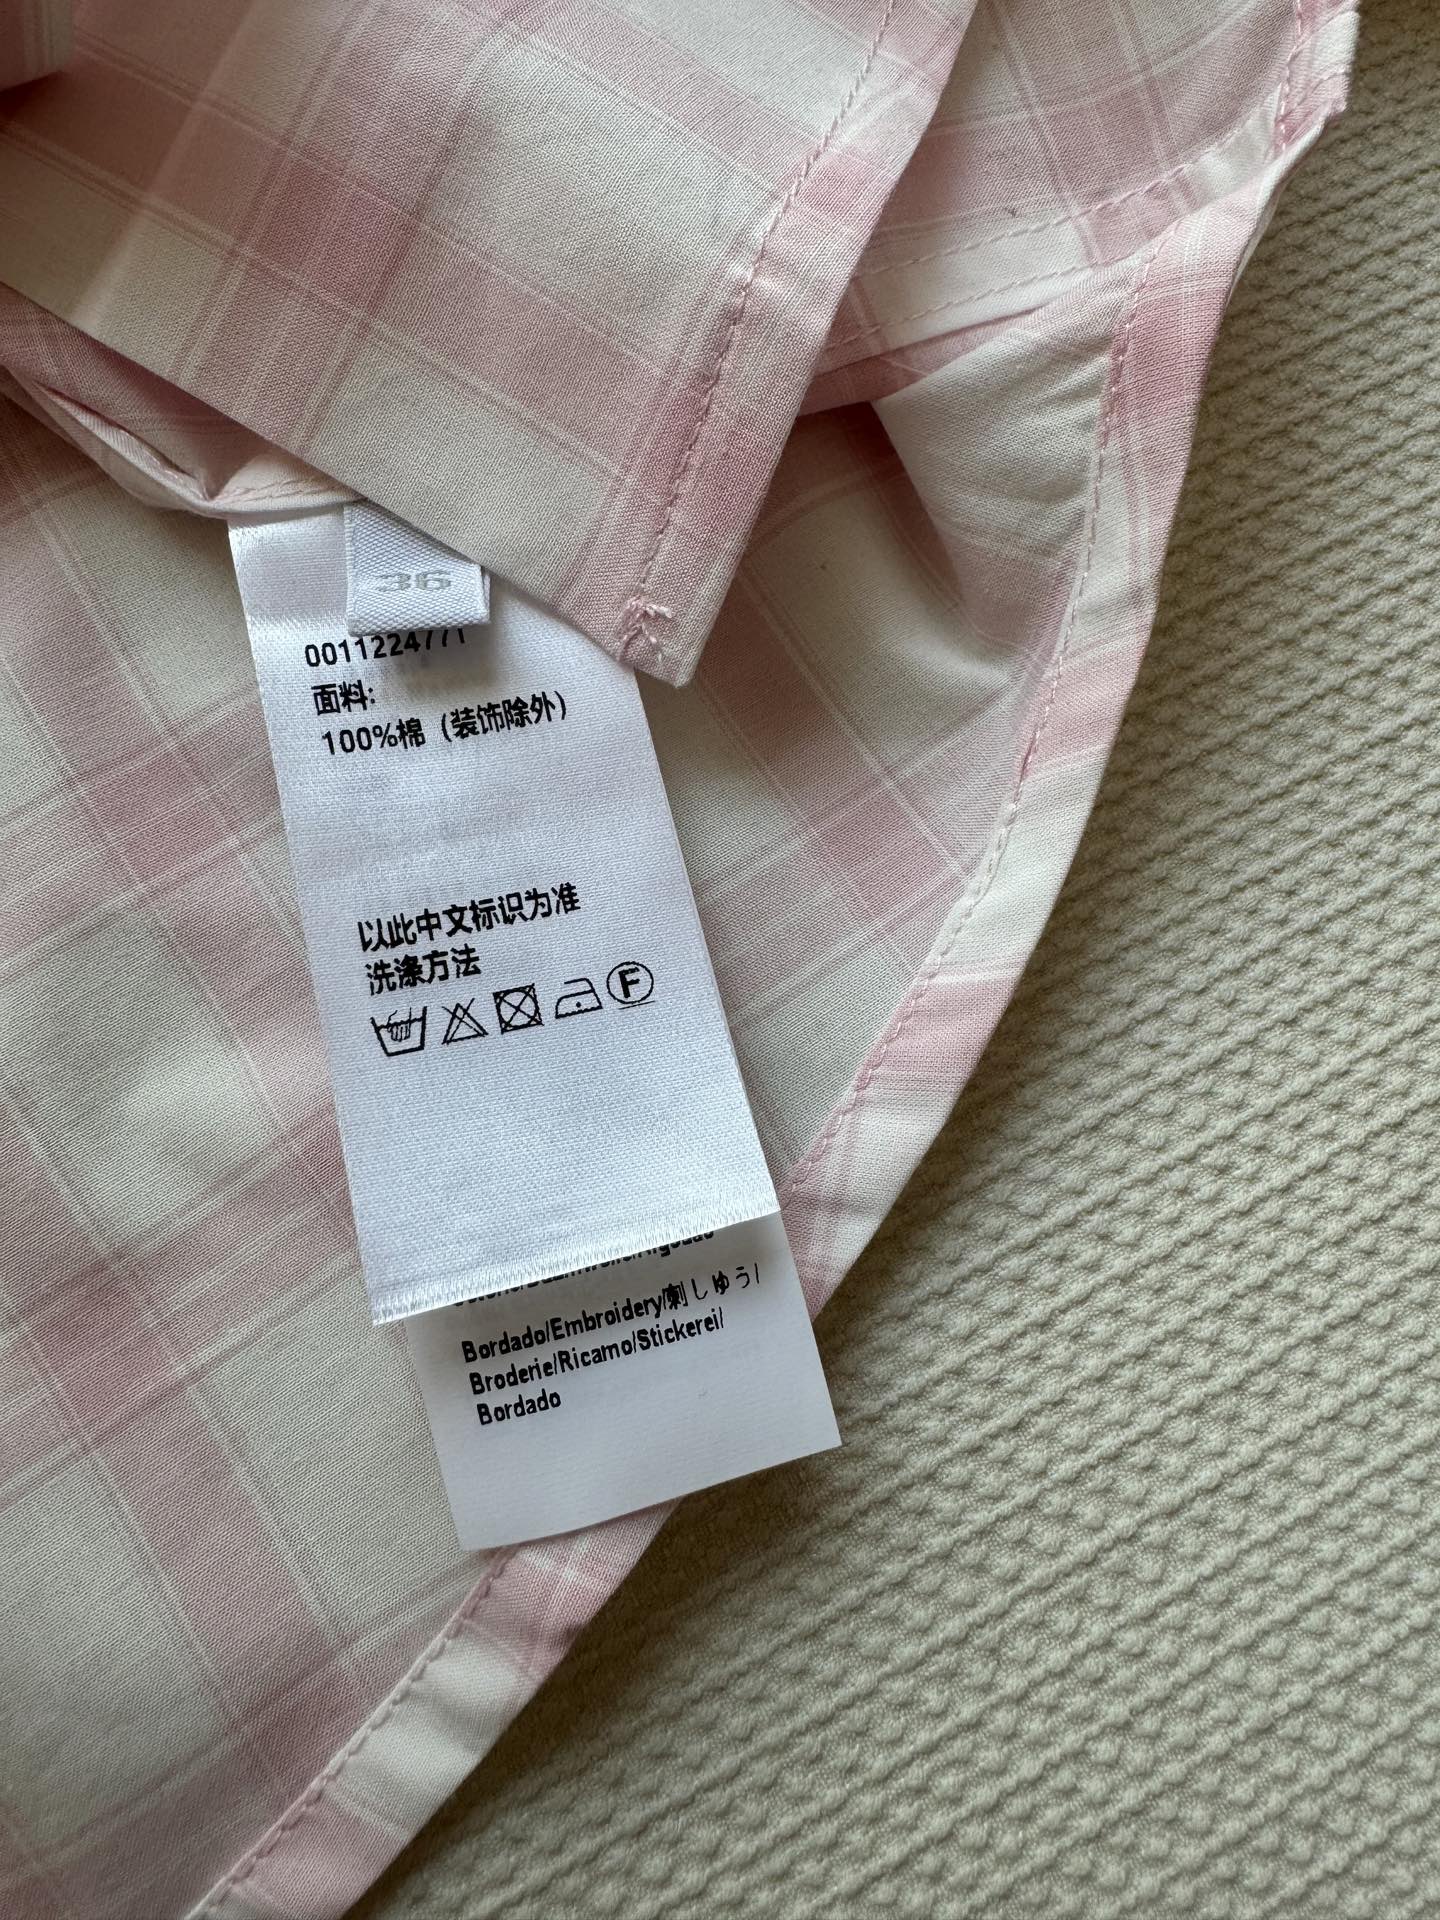 36
0011224771
面料:
100%棉（装饰除外）
以此中文标识为准
洗涤方法
F
Bordado/Embroidery/刺しゅう/
Broderie/Ricamo/Stickerei/
Bordado